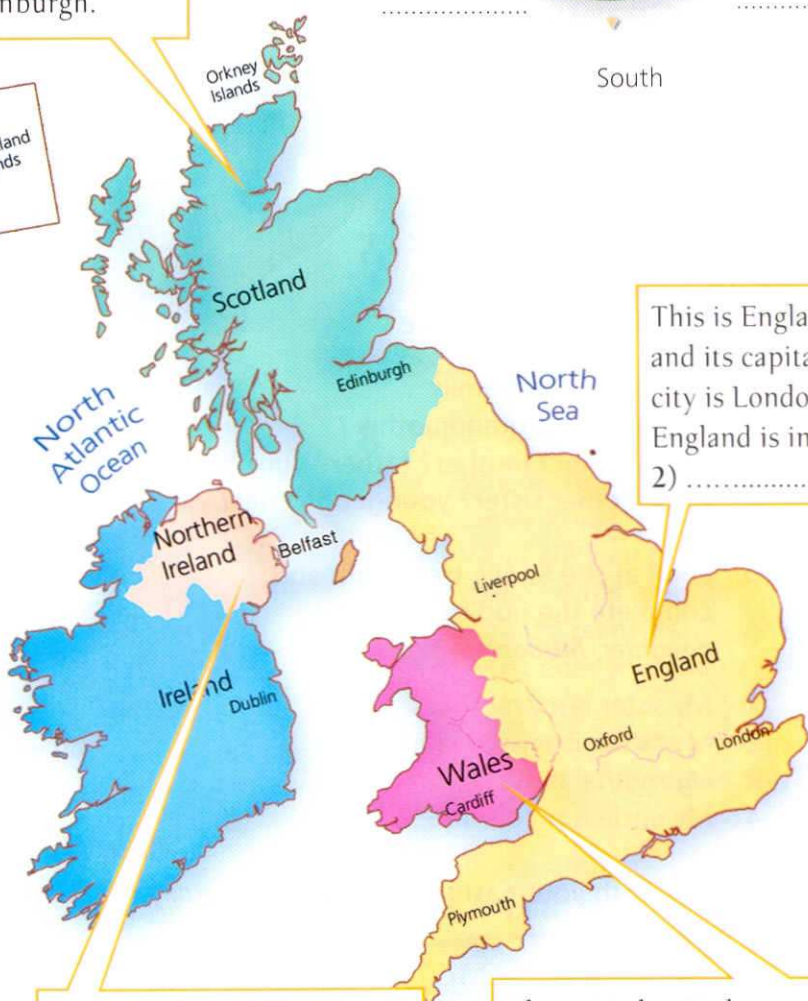 nburgh.
South
Orkney
Islands
land
nds
Scotland
Edinburgh
North
Atlantic
Ocean
North
Sea
This is Engla
and its capita
city is Londo
England is in
2) ....................
Northern
Ireland
Belfast
Liverpool
England
Ireland
Dublin
Oxford
London
Wales
Cardiff
Plymouth